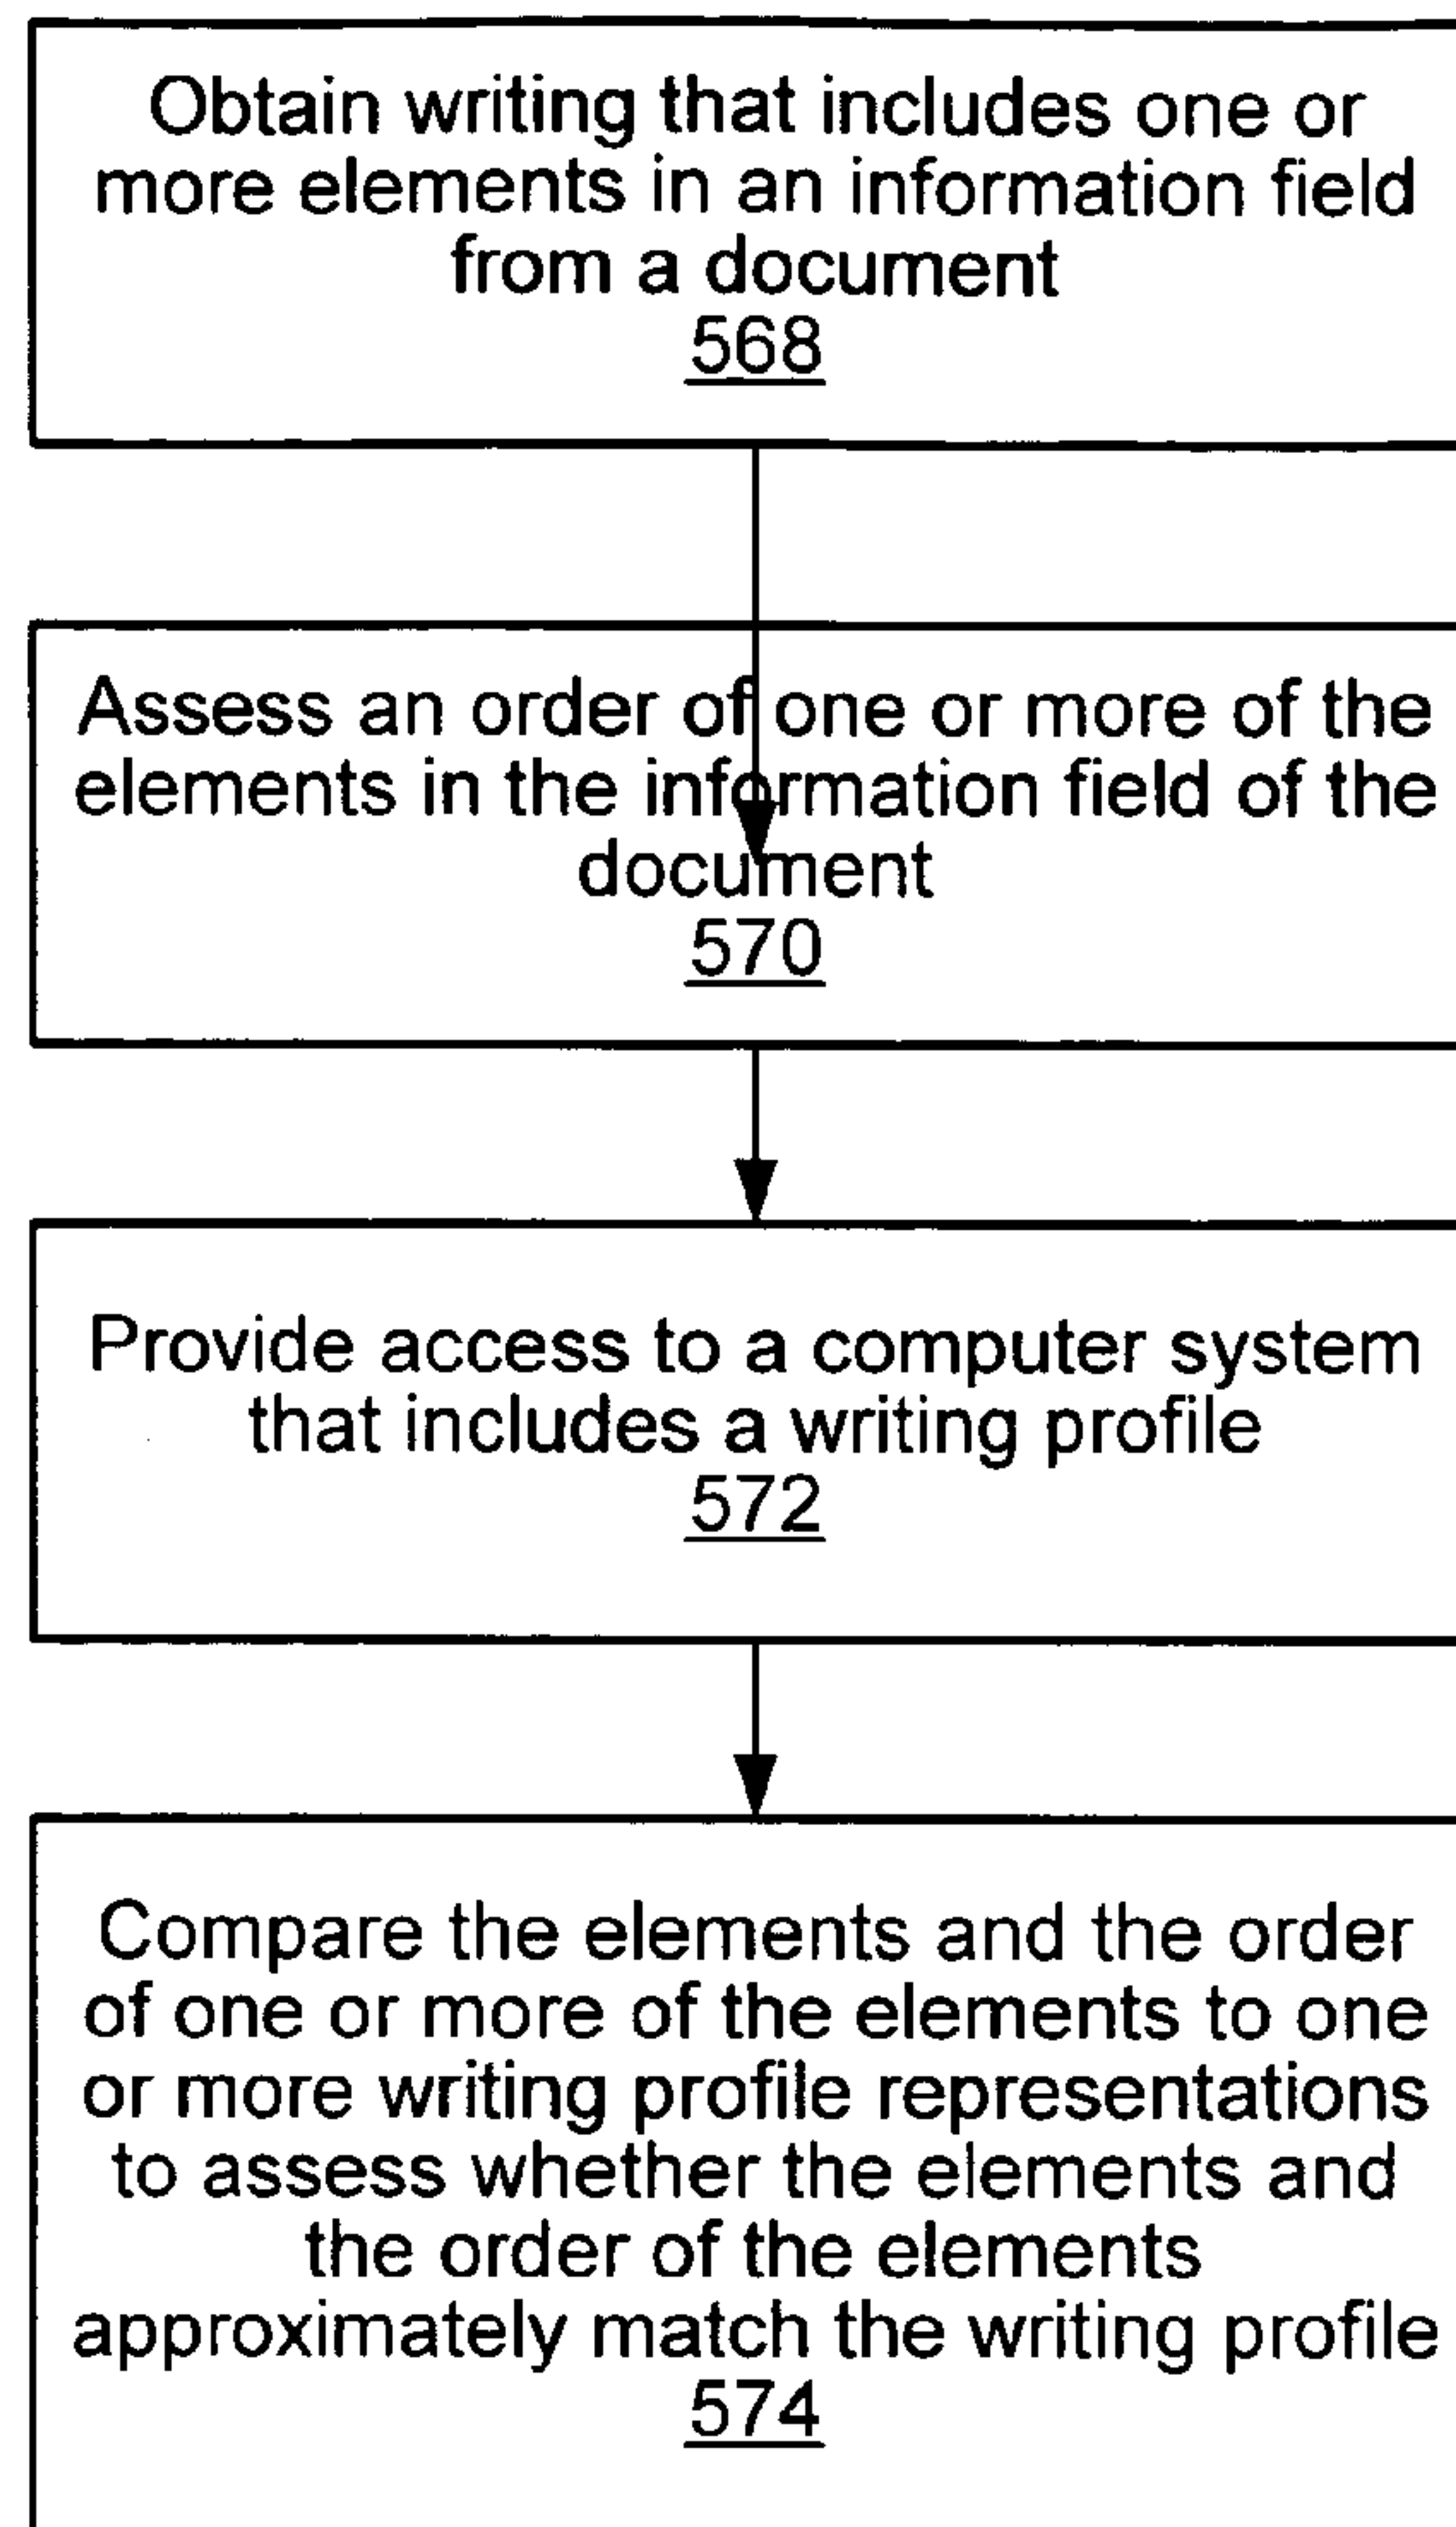 Obtain writing that includes one or
more elements in an information field
from a document
568
Assess an order of one or more of the
elements in the information field of the
document
570
Provide access to a computer system
that includes a writing profile
572
Compare the elements and the order
of one or more of the elements to one
or more writing profile representations
to assess whether the elements and
the order of the elements
approximately match the writing profile
574